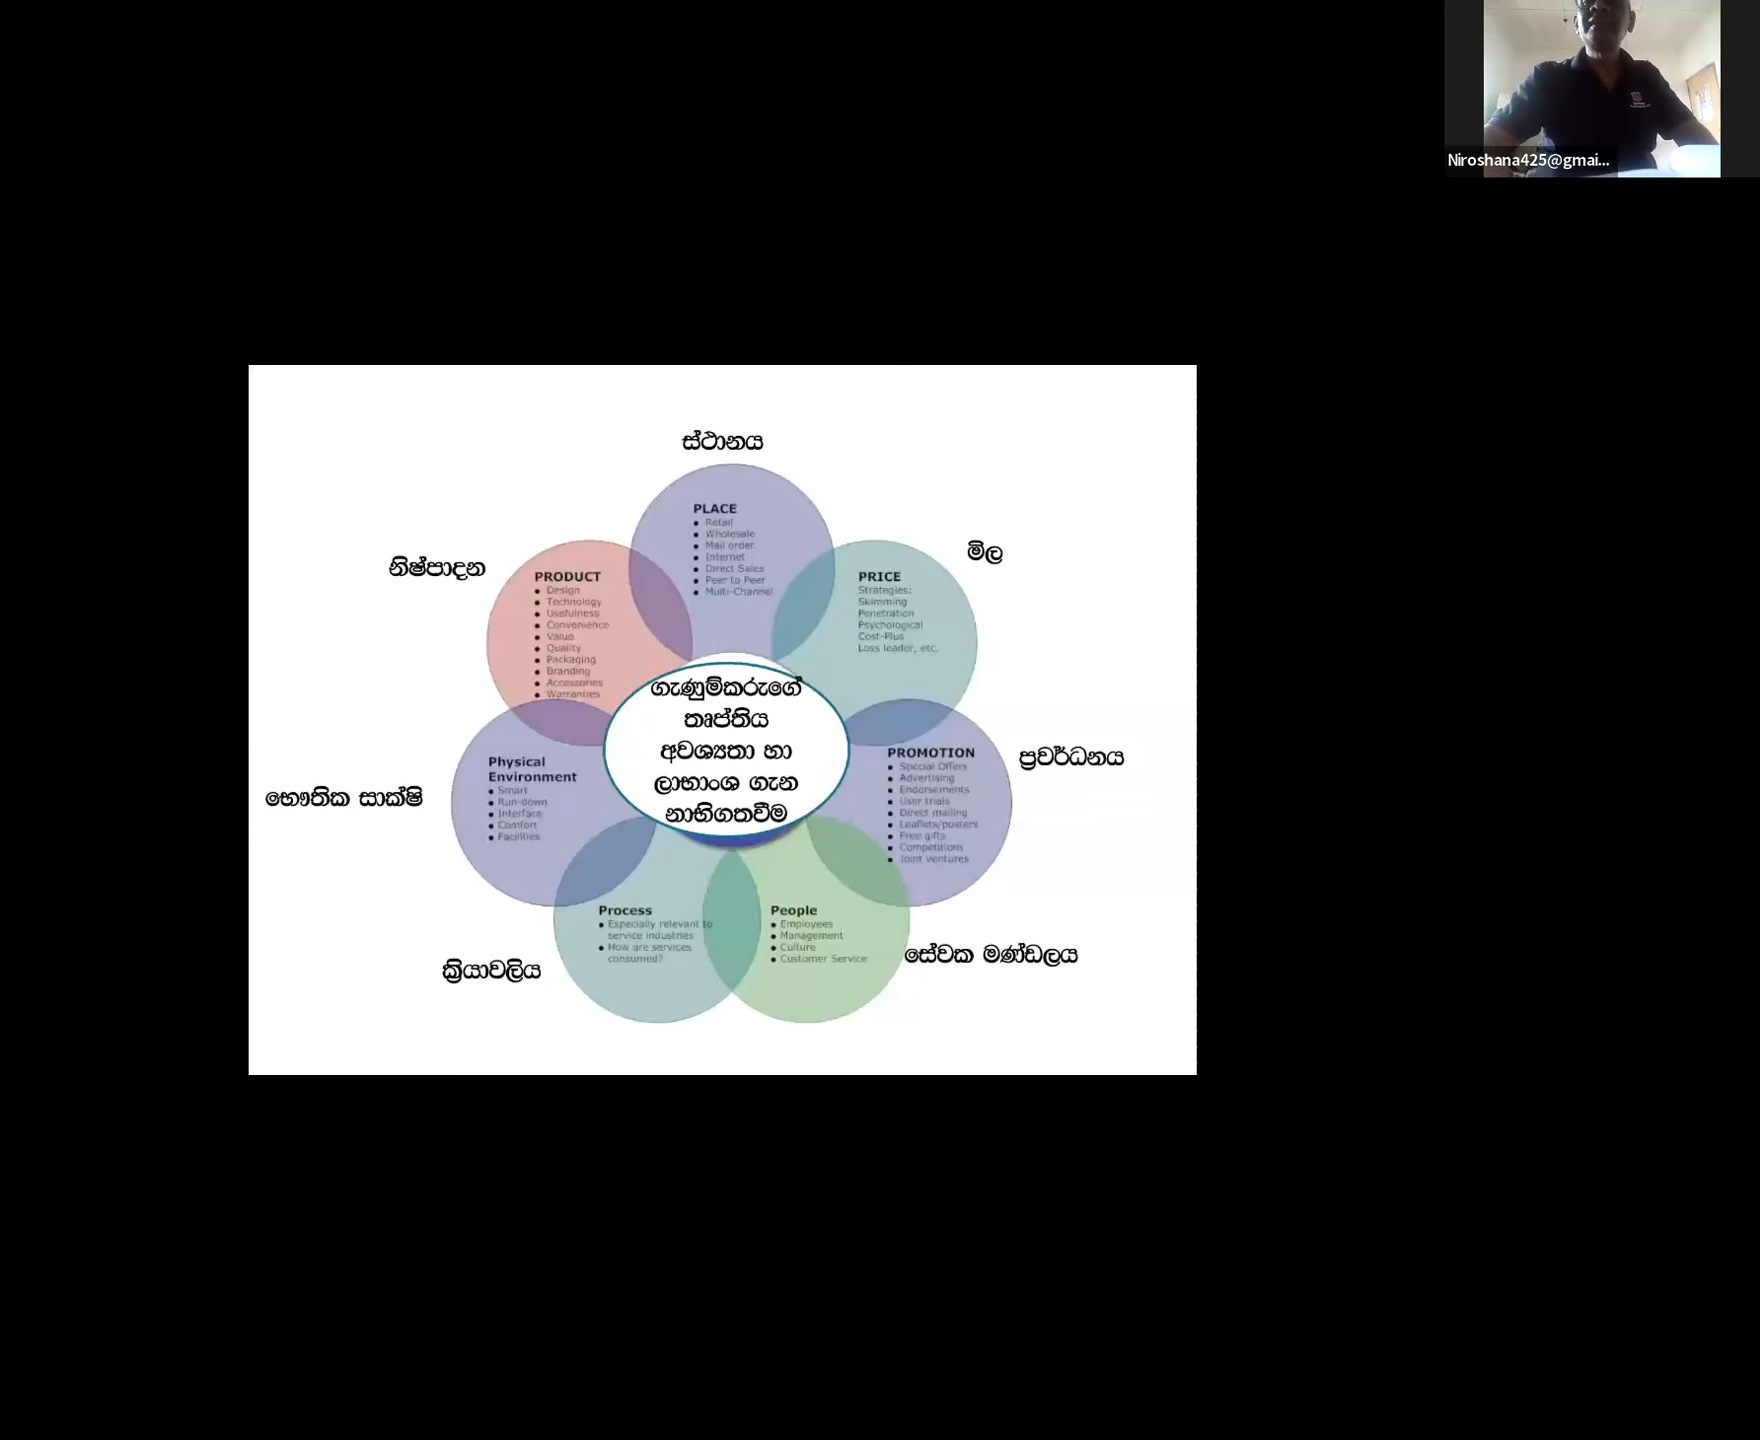 Niroshana425@gmai...
ස්ථානය
PLACE
● Retail
● Wholesale
● Mail order
● Internet
● Direct Sales
● Peer to Peer
● Multi-Channel
මිල
PRICE
Strategies:
Skimming
Penetration
Psychological
Cost-Plus
Loss leader, etc.
නිෂ්පාදන
PRODUCT
● Design
● Technology
● Usefulness
● Convenience
● Value
● Quality
● Packaging
● Branding
● Accessories
● Warranties
ගැණුම්කරුගේ
තෘප්තිය
අවශ්‍යතා හා
ලාභාංශ ගැන
නාභිගතවීම
ප්‍රවර්ධනය
PROMOTION
● Special Offers
● Advertising
● Endorsements
● User trials
● Direct mailing
● Leaflets/posters
● Free gifts
● Competitions
● Joint ventures
භෞතික සාක්ෂි
Physical
Environment
● Smart
● Run-down
● Interface
● Comfort
● Facilities
ක්‍රියාවලිය
Process
● Especially relevant to
service industries
● How are services
consumed?
People
● Employees
● Management
● Culture
● Customer Service
සේවක මණ්ඩලය